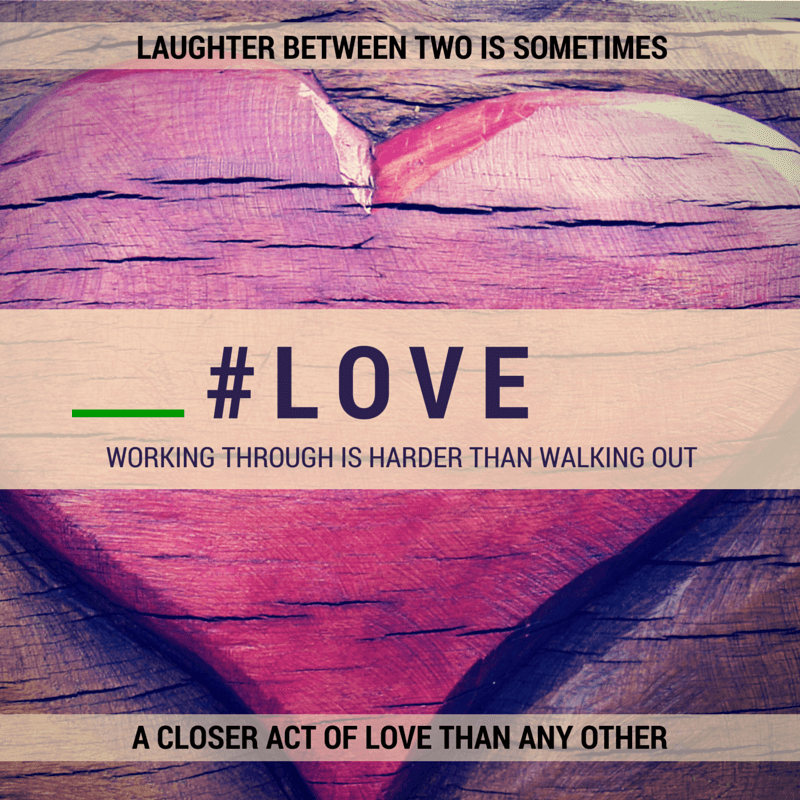 LAUGHTER BETWEEN TWO IS SOMETIMES
#LOVE
WORKING THROUGH IS HARDER THAN WALKING OUT
A CLOSER ACT OF LOVE THAN ANY OTHER